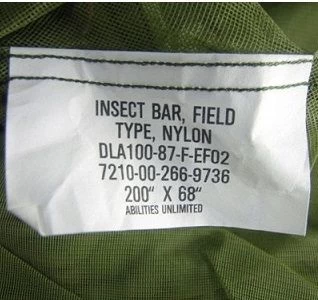 INSECT BAR, FIELD
TYPE, NYLON
DLA100-87-F-EF02
7210-00-266-9736
200" X 68"
ABILITIES UNLIMITED